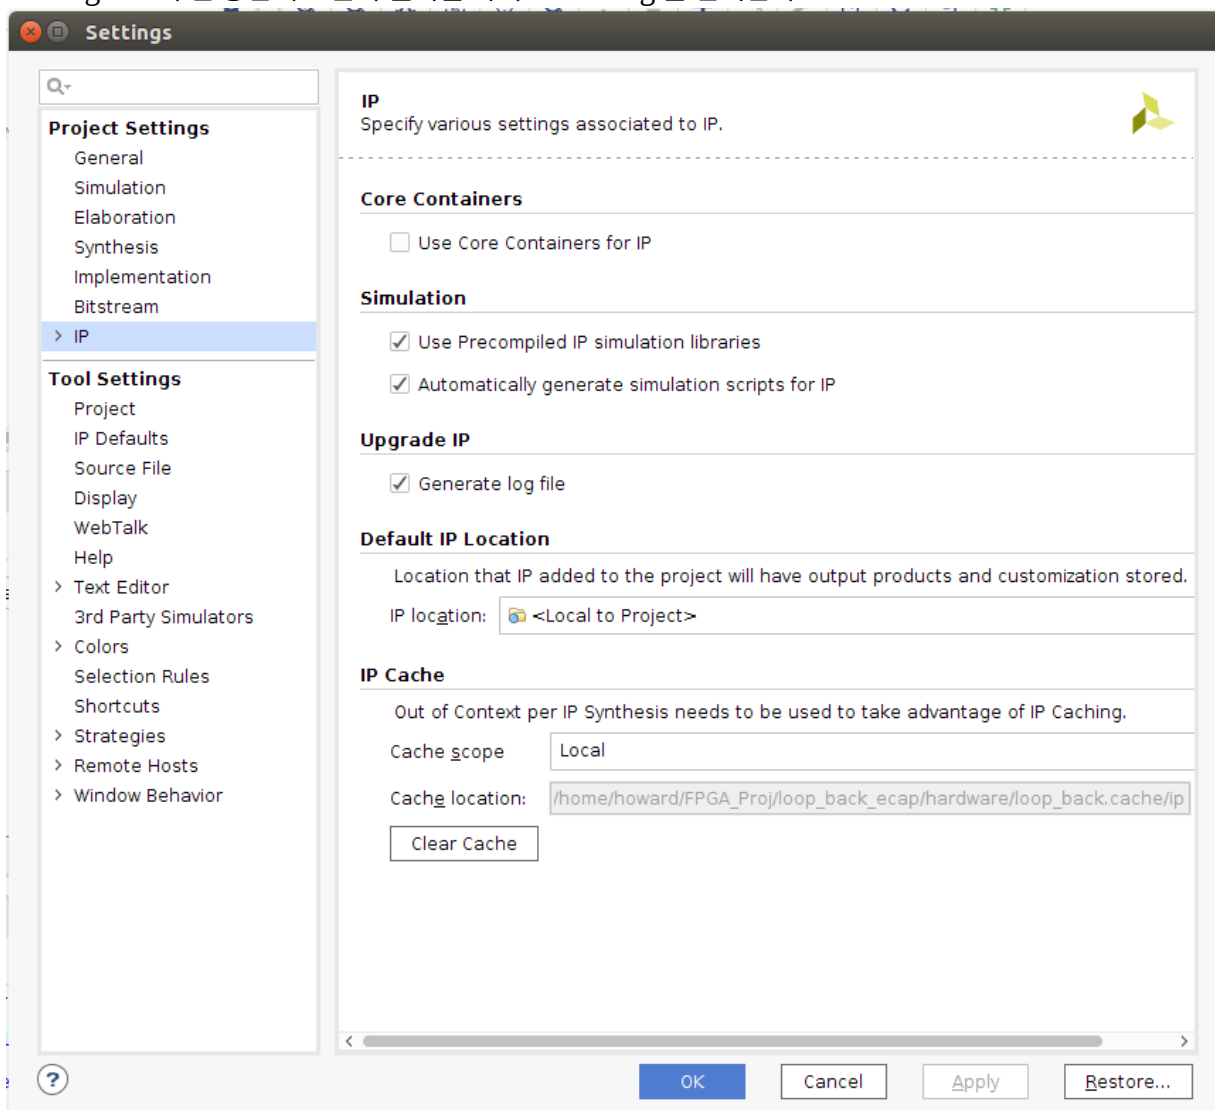 Settings
Project Settings
General
Simulation
Elaboration
Synthesis
Implementation
Bitstream
IP
Tool Settings
Project
IP Defaults
Source File
Display
WebTalk
Help
Text Editor
3rd Party Simulators
Colors
Selection Rules
Shortcuts
Strategies
Remote Hosts
Window Behavior
IP
Specify various settings associated to IP.
Core Containers
Use Core Containers for IP
Simulation
Use Precompiled IP simulation libraries
Automatically generate simulation scripts for IP
Upgrade IP
Generate log file
Default IP Location
Location that IP added to the project will have output products and customization stored.
IP location: <Local to Project>
IP Cache
Out of Context per IP Synthesis needs to be used to take advantage of IP Caching.
Cache scope Local
Cache location: /home/howard/FPGA_Proj/loop_back_ecap/hardware/loop_back.cache/ip
Clear Cache
? OK Cancel Apply Restore...